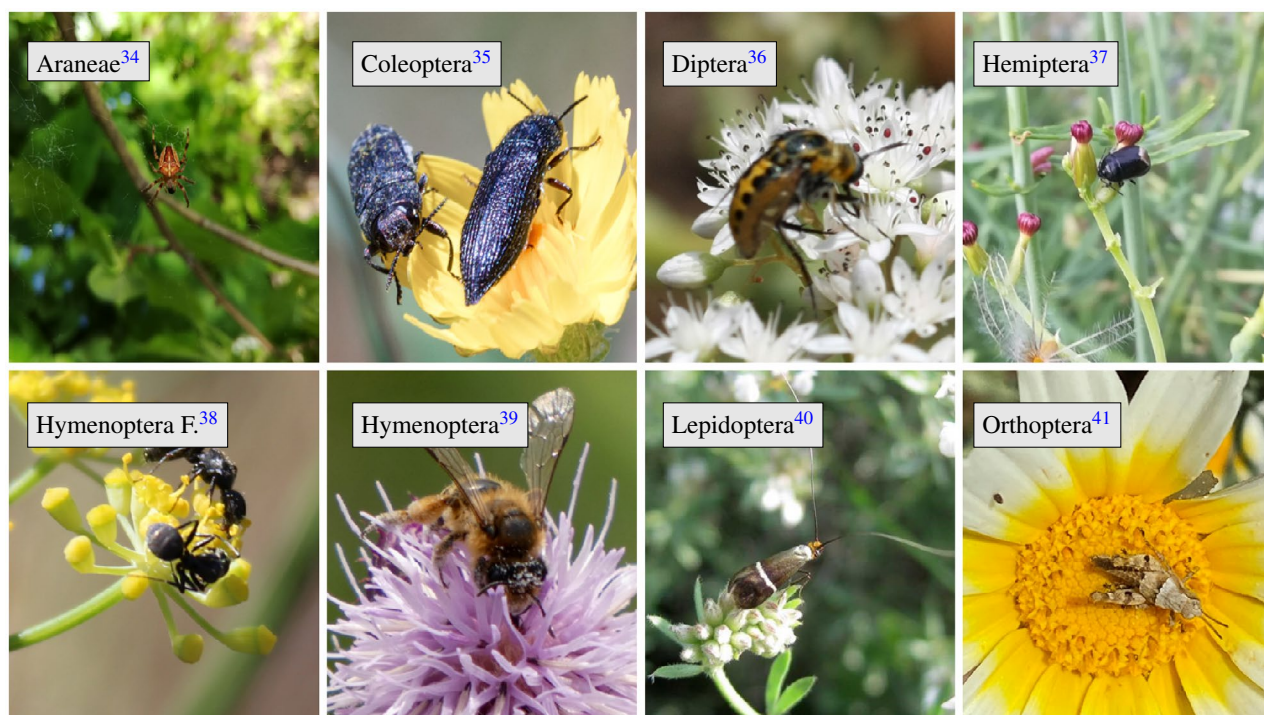 Araneae34
Coleoptera35
Diptera36
Hemiptera37
Hymenoptera F.38
Hymenoptera39
Lepidoptera40
Orthoptera41